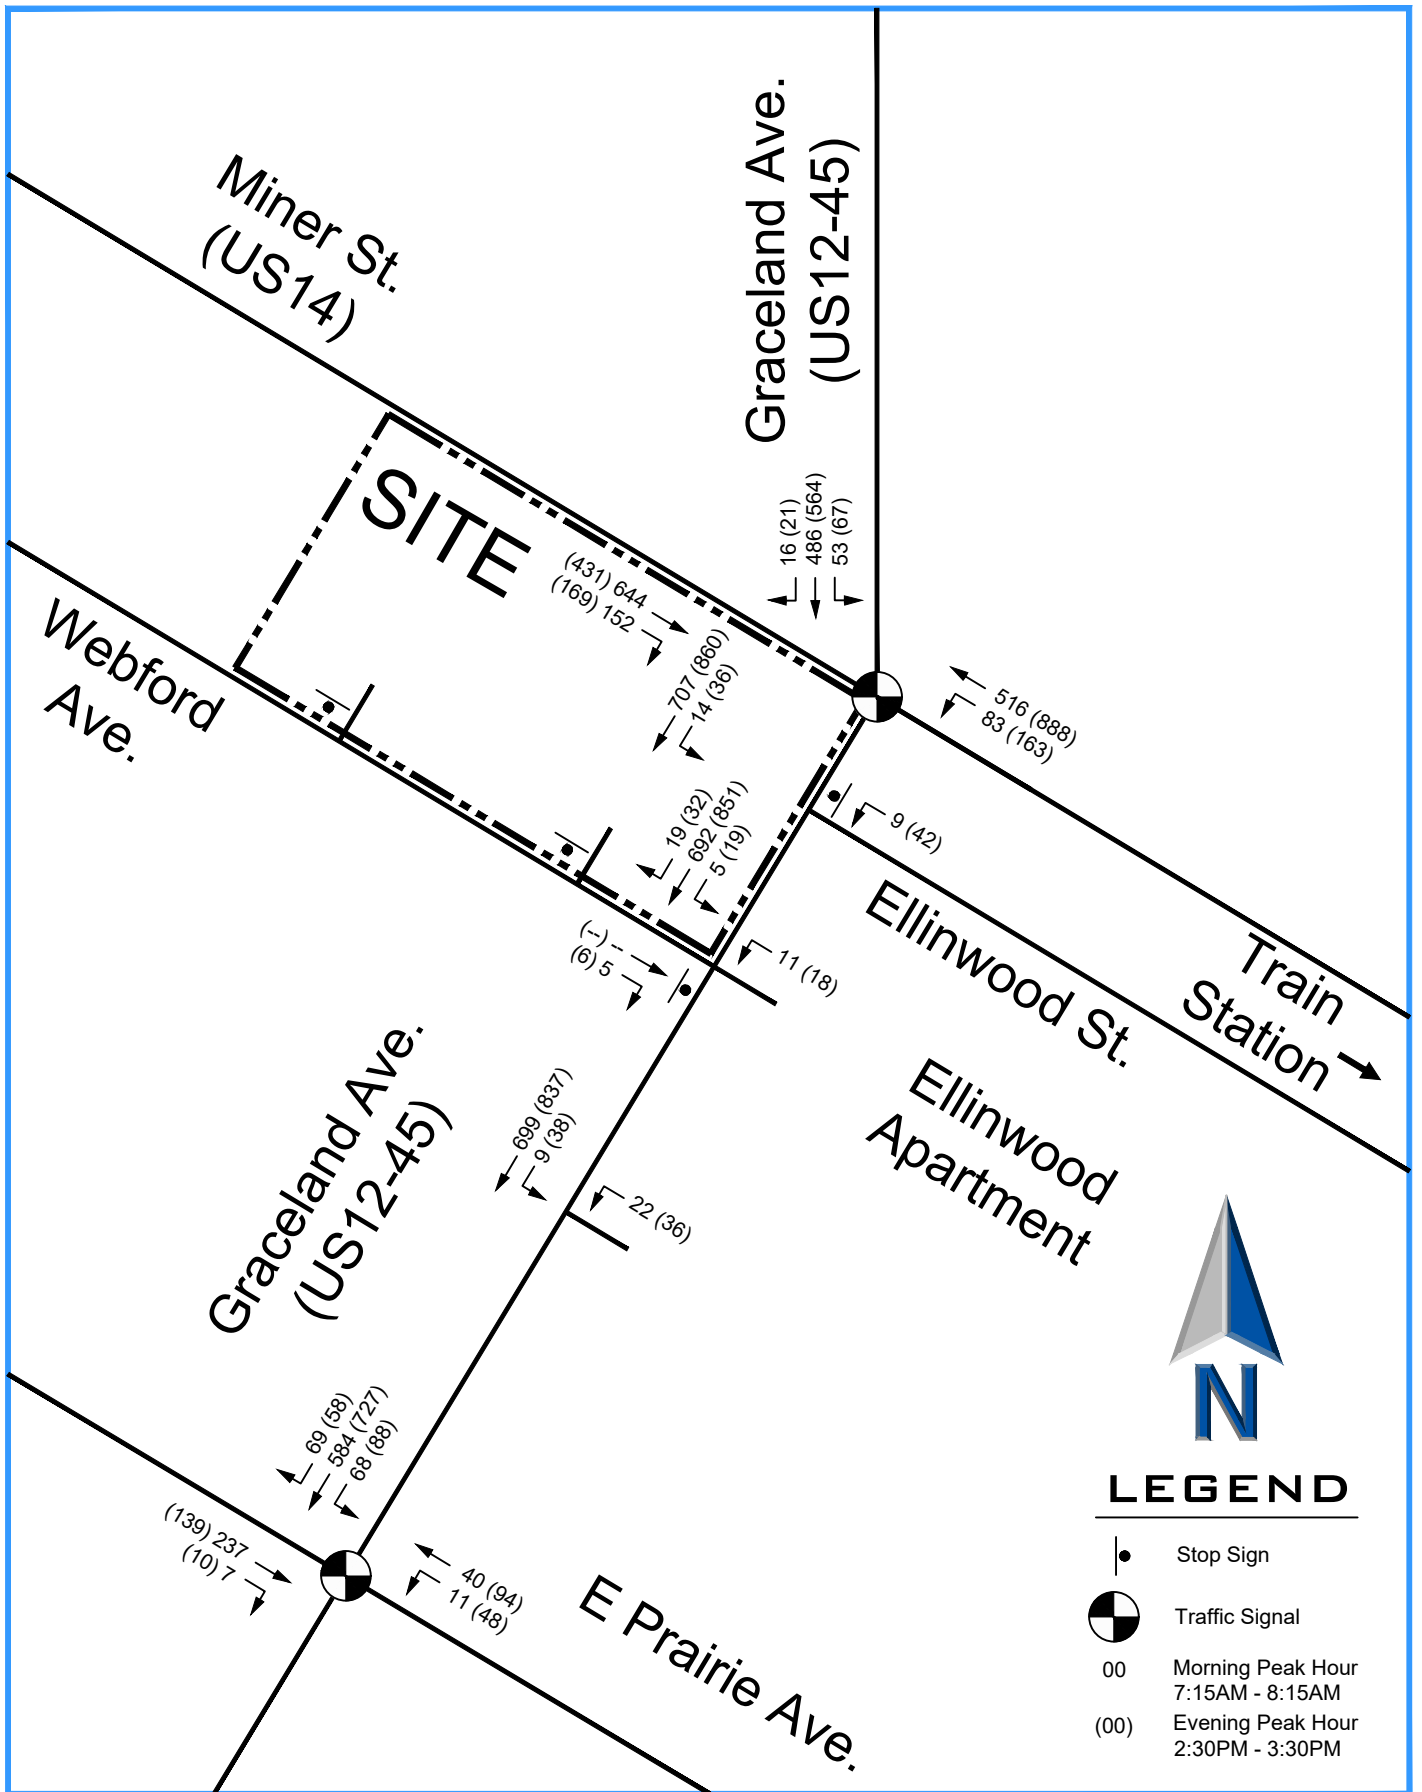 Graceland Ave.
(US12-45)
Miner St.
(US14)
SITE
16 (21)
486 (564)
53 (67)
(431) 644
(169) 152
Webford
Ave.
707 (860)
14 (36)
516 (888)
83 (163)
19 (32)
692 (851)
5 (19)
9 (42)
Ellinwood St.
Train
Station
(--) --
(6) 5
11 (18)
Graceland Ave.
(US12-45)
699 (837)
9 (38)
22 (36)
Ellinwood
Apartment
N
69 (58)
584 (727)
68 (88)
(139) 237
(10) 7
40 (94)
11 (48)
E Prairie Ave.
LEGEND
Stop Sign
Traffic Signal
00 Morning Peak Hour
7:15AM - 8:15AM
(00) Evening Peak Hour
2:30PM - 3:30PM